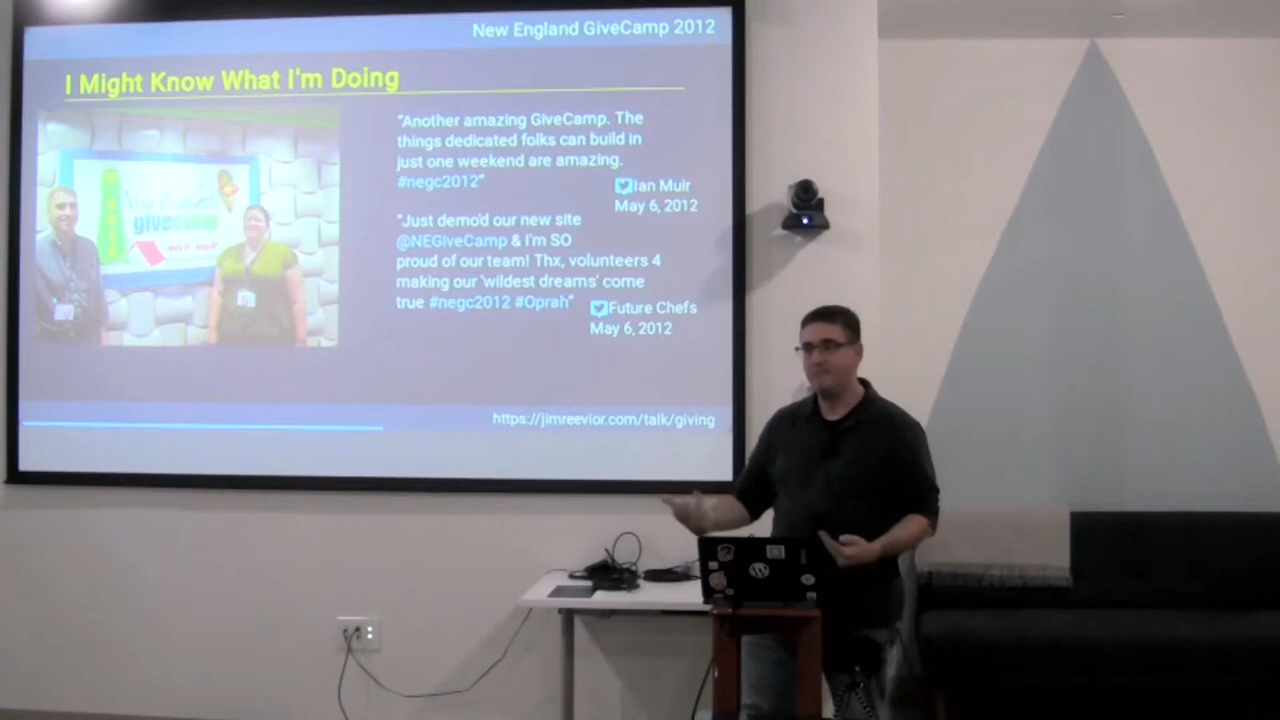 New England GiveCamp 2012
I Might Know What I'm Doing
"Another amazing GiveCamp. The
things dedicated folks can build in
just one weekend are amazing.
#negc2012"
Ian Muir
May 6, 2012
"Just demo'd our new site
@NEGiveCamp & I'm SO
proud of our team! Thx, volunteers 4
making our 'wildest dreams' come
true #negc2012 #Oprah"
Future Chefs
May 6, 2012
givecamp
https://jimreevior.com/talk/giving